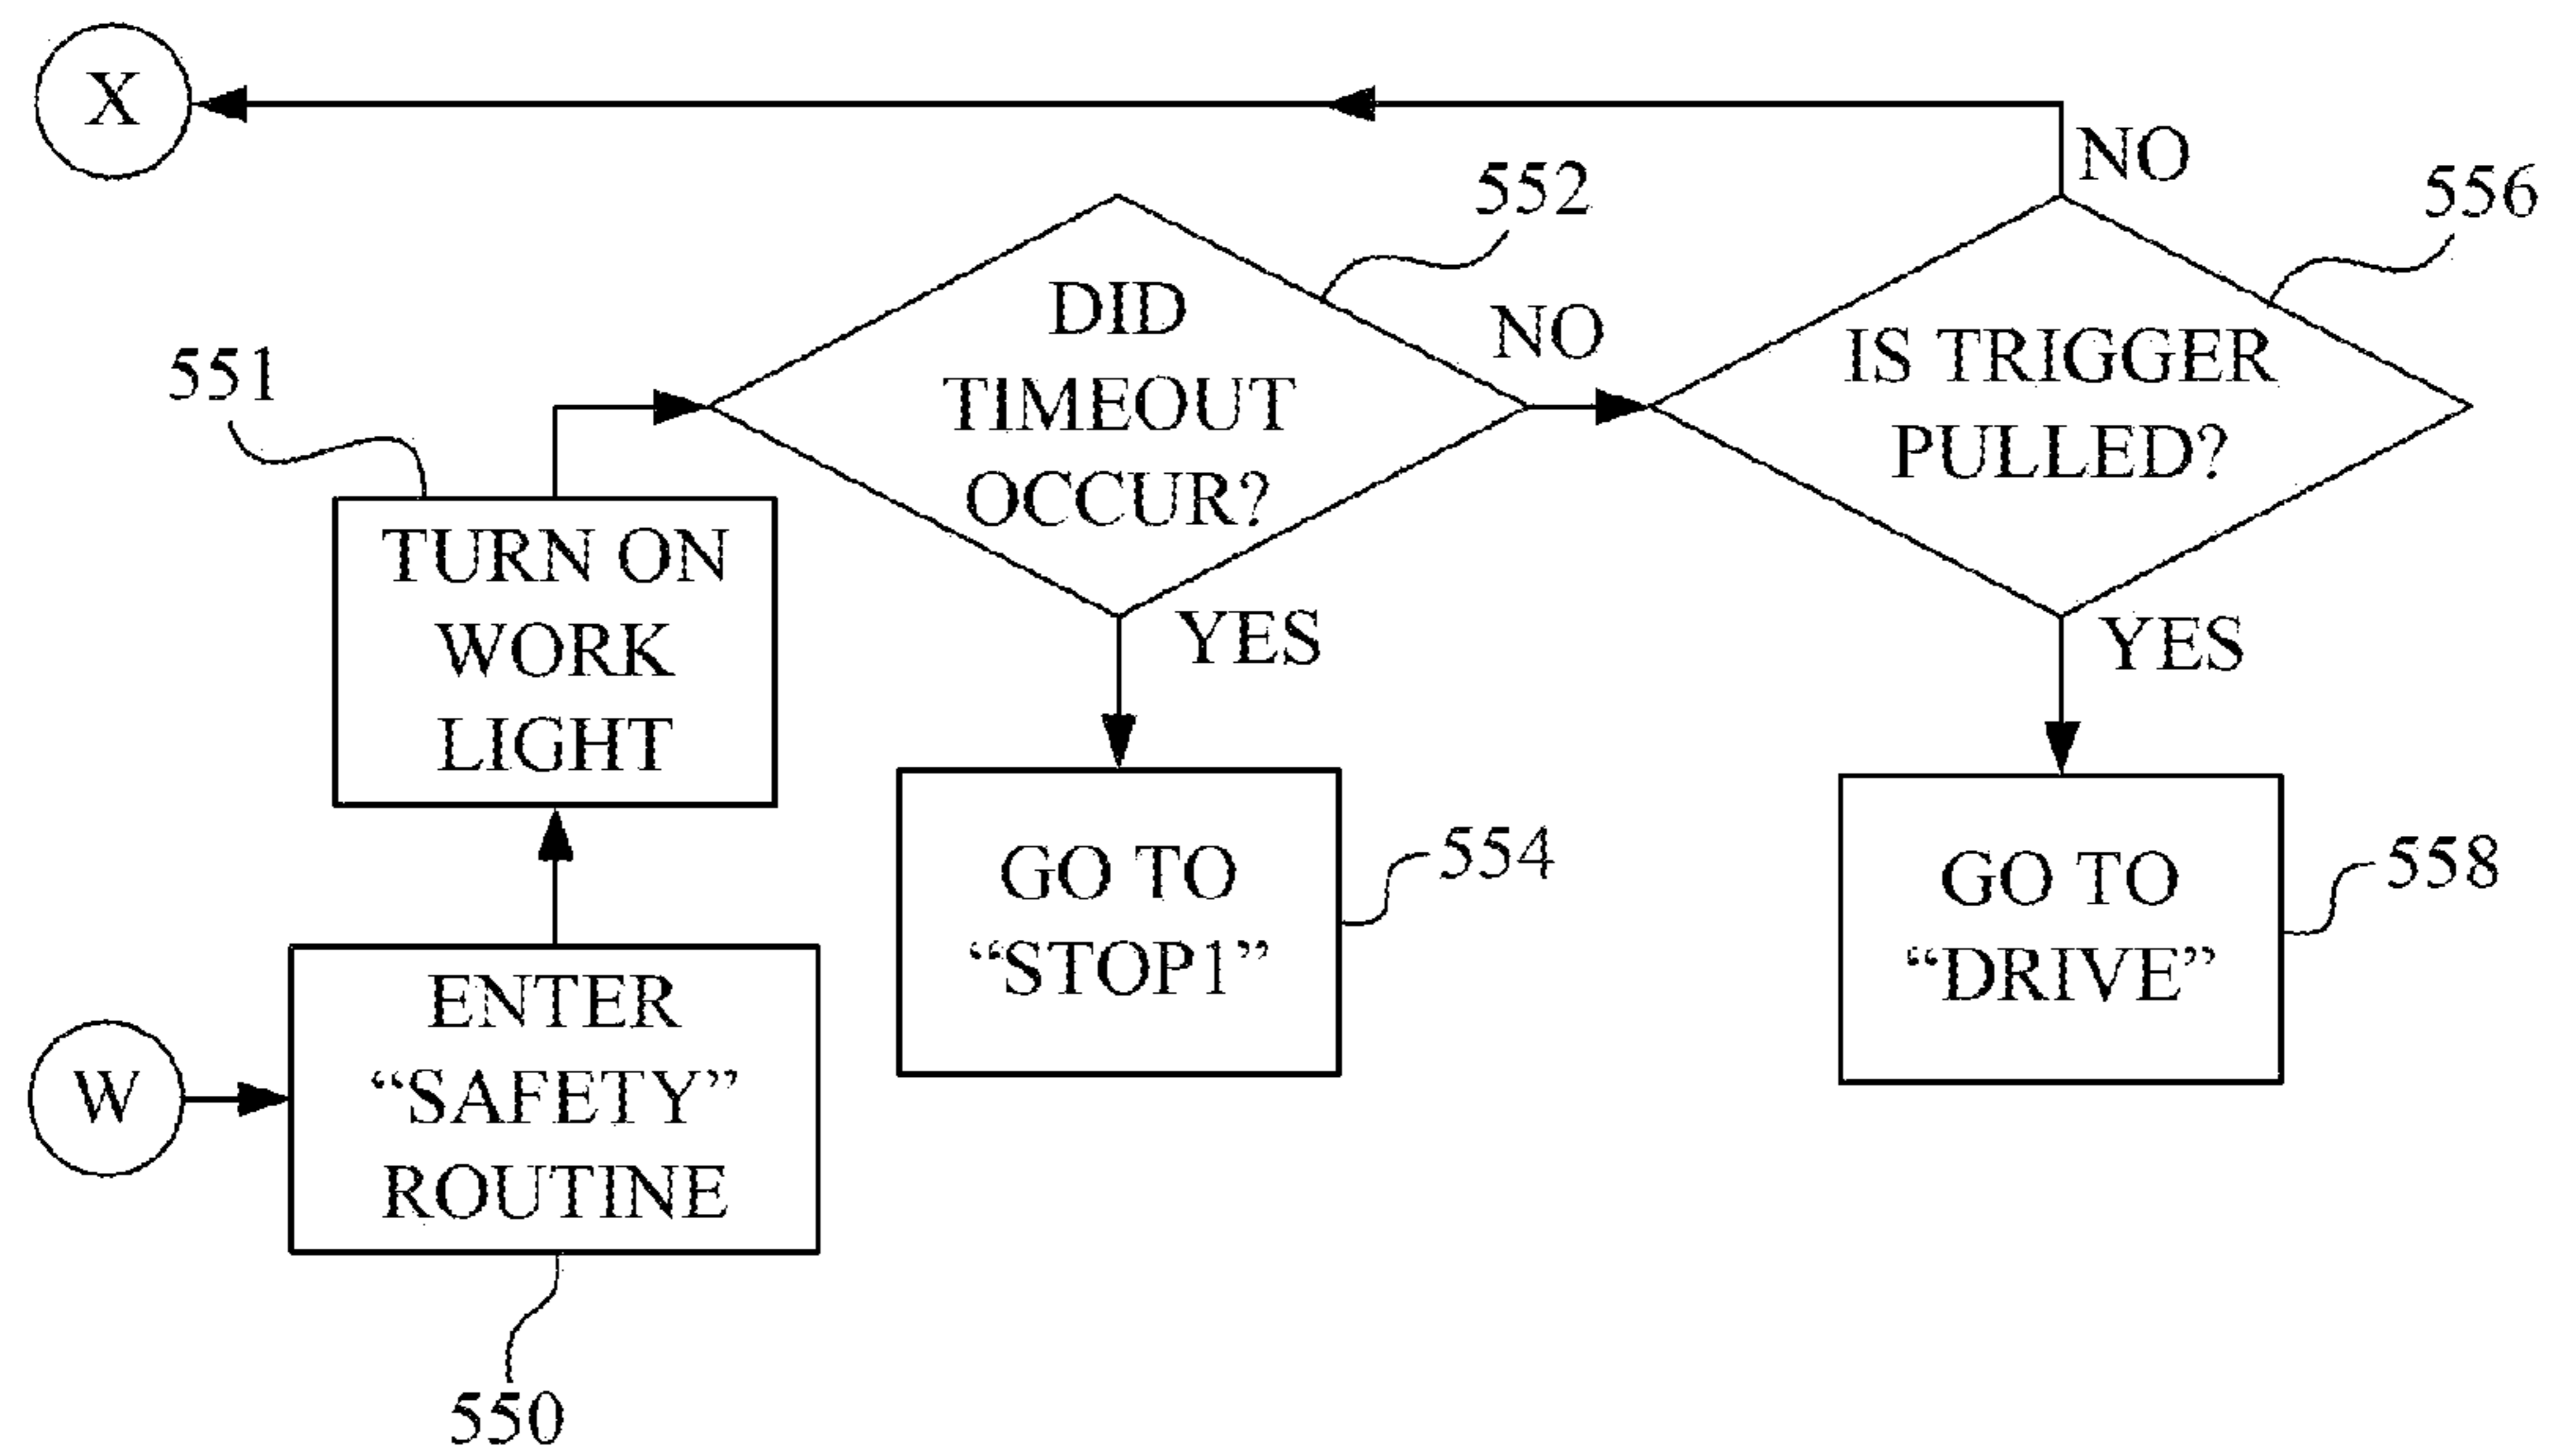 X
NO
552
556
DID
TIMEOUT
OCCUR?
NO
IS TRIGGER
PULLED?
551
TURN ON
WORK
LIGHT
YES
YES
GO TO
“STOP1”
554
GO TO
“DRIVE”
558
W
ENTER
“SAFETY”
ROUTINE
550